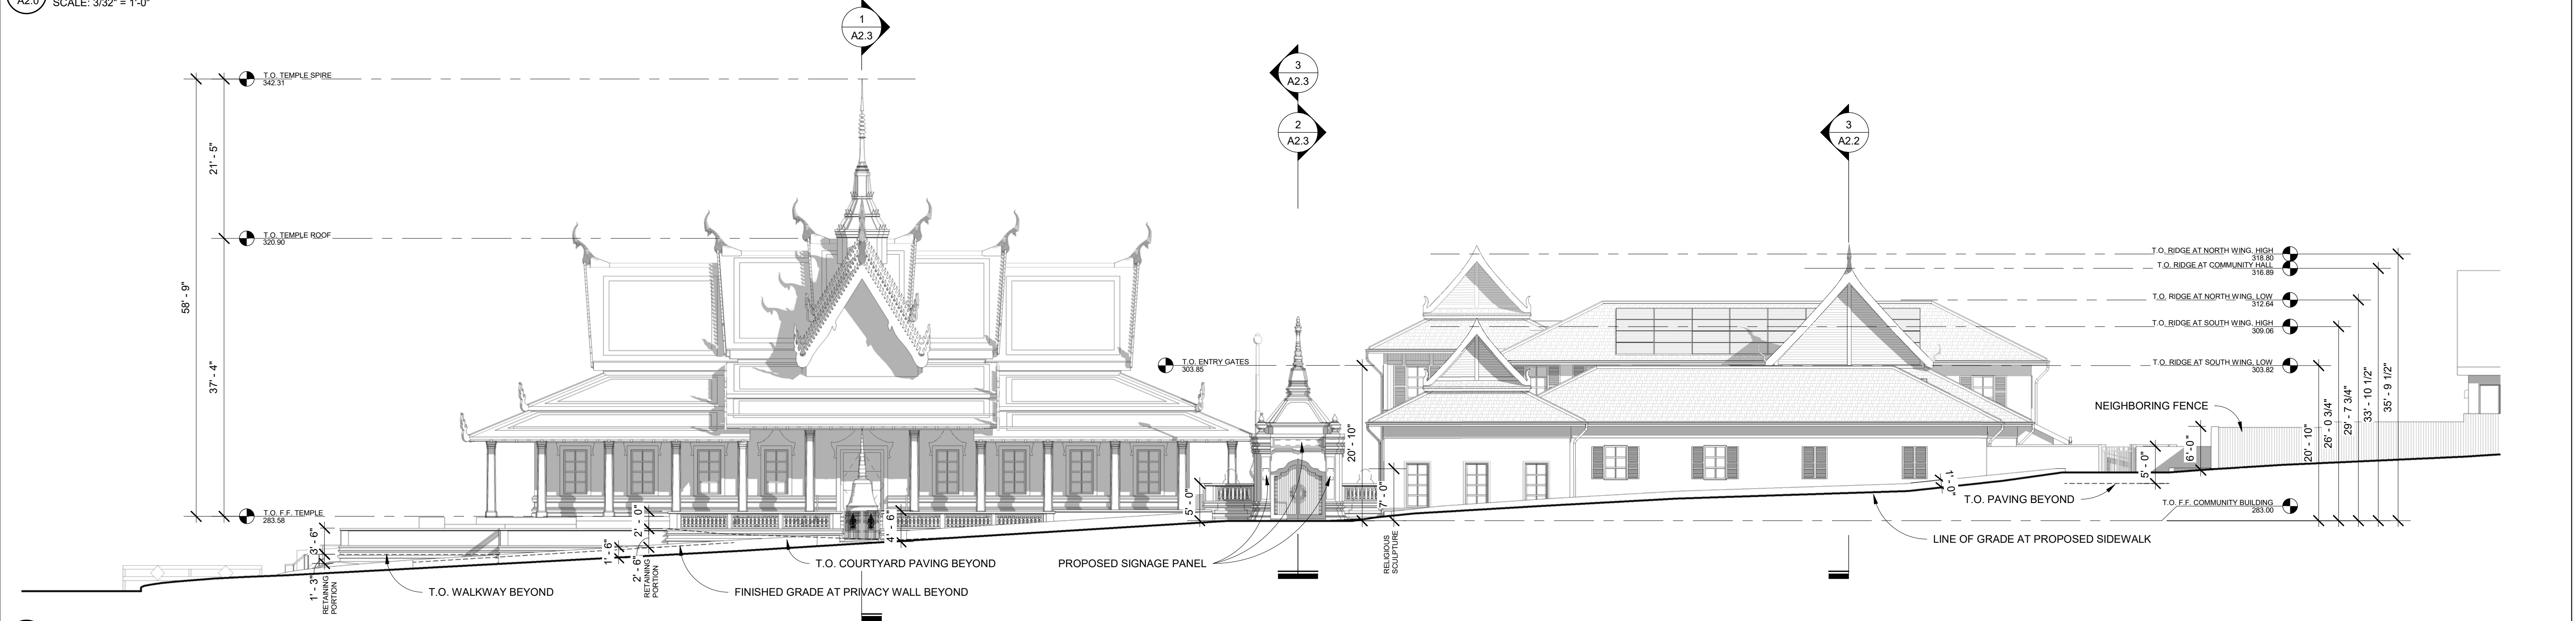 A2.0
SCALE: 3/32" = 1'-0"
1
A2.3
3
A2.3
2
A2.3
3
A2.2
T.O. TEMPLE SPIRE
342.31
21' - 5"
T.O. TEMPLE ROOF
320.90
58' - 9"
37' - 4"
T.O. F.F. TEMPLE
283.58
T.O. ENTRY GATES
303.85
T.O. RIDGE AT NORTH WING, HIGH
318.80
T.O. RIDGE AT COMMUNITY HALL
316.89
T.O. RIDGE AT NORTH WING, LOW
312.64
T.O. RIDGE AT SOUTH WING, HIGH
309.06
T.O. RIDGE AT SOUTH WING, LOW
303.82
NEIGHBORING FENCE
20' - 10"
26' - 0 3/4"
29' - 7 3/4"
33' - 10 1/2"
35' - 9 1/2"
6' - 0"
5' - 0"
1' - 0"
T.O. PAVING BEYOND
T.O. F.F. COMMUNITY BUILDING
283.00
LINE OF GRADE AT PROPOSED SIDEWALK
20' - 10"
5' - 0"
7' - 0"
RELIGIOUS
SCULPTURE
PROPOSED SIGNAGE PANEL
4' - 6"
2' - 0"
1' - 6"
2' - 6"
RETAINING
PORTION
3' - 6"
1' - 3"
RETAINING
PORTION
T.O. COURTYARD PAVING BEYOND
T.O. WALKWAY BEYOND
FINISHED GRADE AT PRIVACY WALL BEYOND